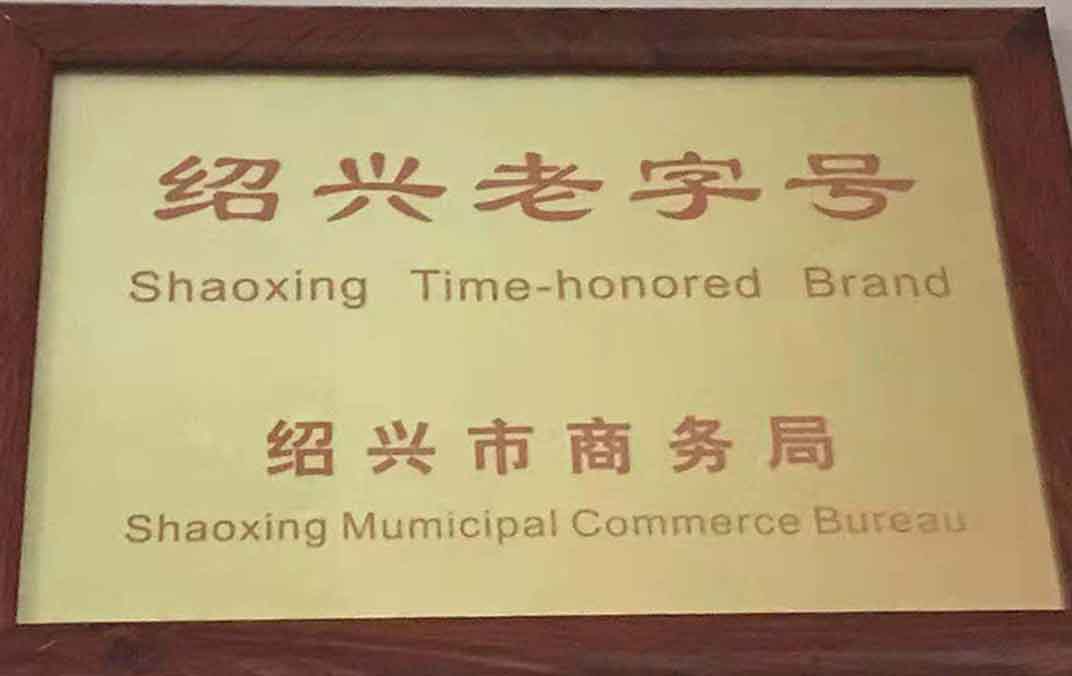 绍兴老字号
Shaoxing Time-honored Brand
绍兴市商务局
Shaoxing Mumicipal Commerce Bureau